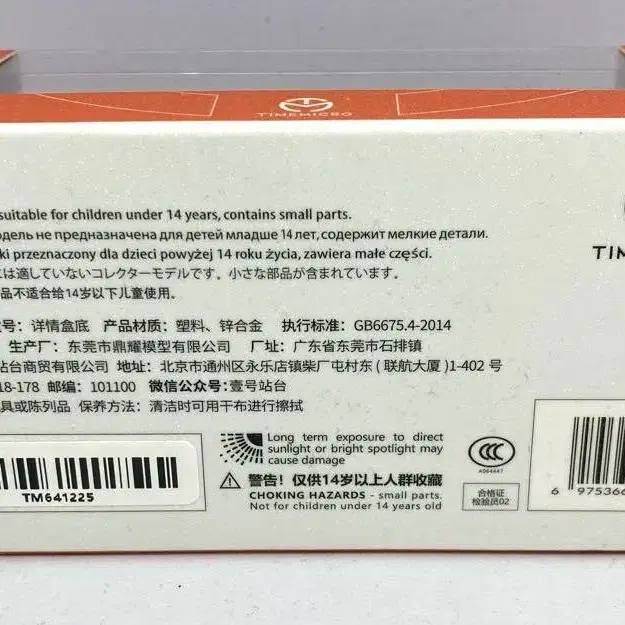 TIMEMICRO
suitable for children under 14 years, contains small parts.
дель не предназначена для детей младше 14 лет, содержит мелкие детали.
ki przeznaczony dla dzieci powyżej 14 roku życia, zawiera małe części.
には適していないコレクターモデルです。小さな部品が含まれています。
品不适合给14岁以下儿童使用。
TIM
号：详情盒底 产品材质：塑料、锌合金 执行标准：GB6675.4-2014
生产厂：东莞市鼎耀模型有限公司 厂址：广东省东莞市石排镇
站台商贸有限公司 地址：北京市通州区永乐店镇柴厂屯村东（联航大厦）1-402号
18-178 邮编：101100 微信公众号：壹号站台
具或陈列品 保养方法：清洁时可用干布进行擦拭
TM641225
Long term exposure to direct
sunlight or bright spotlight may
cause damage
警告！仅供14岁以上人群收藏
CHOKING HAZARDS - small parts.
Not for children under 14 years old
CCC
A064447
合格证
检验员02
6 975366